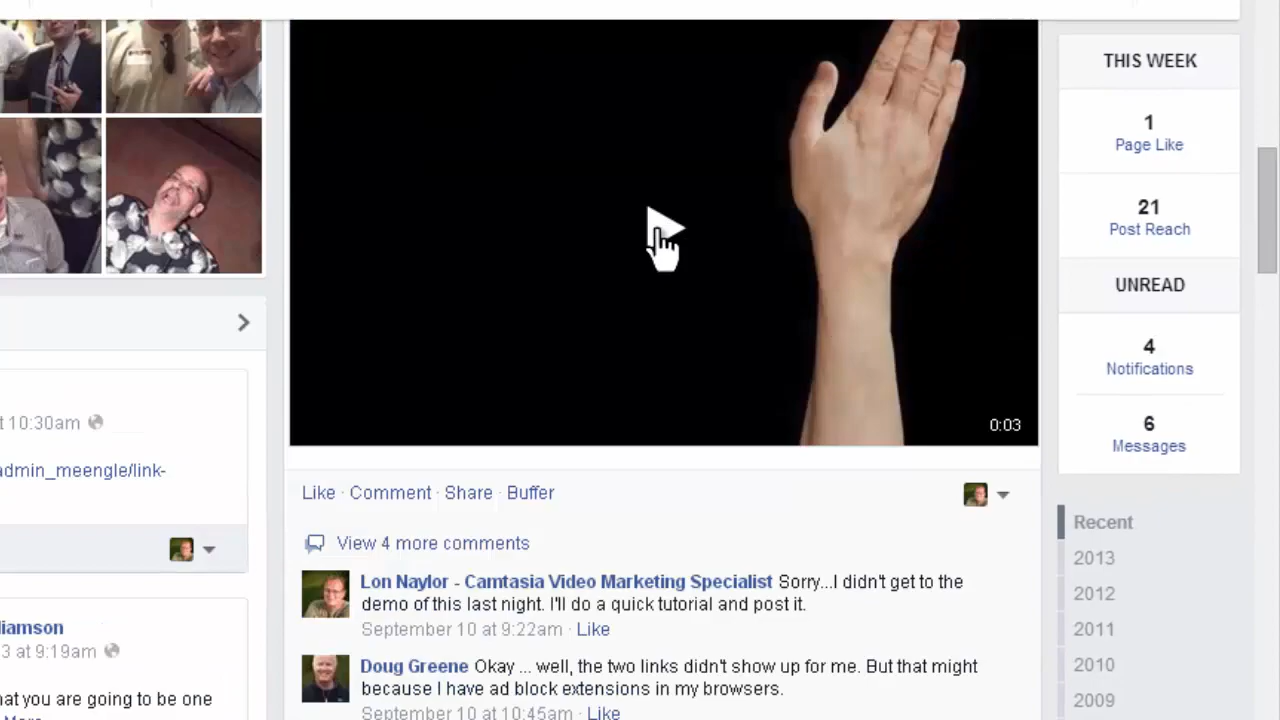 t 10:30am
admin_meengle/link-
liamson
3 at 9:19am
hat you are going to be one
More
0:03
Like · Comment · Share · Buffer
View 4 more comments
Lon Naylor - Camtasia Video Marketing Specialist Sorry...I didn't get to the
demo of this last night. I'll do a quick tutorial and post it.
September 10 at 9:22am · Like
Doug Greene Okay ... well, the two links didn't show up for me. But that might
because I have ad block extensions in my browsers.
September 10 at 10:45am · Like
THIS WEEK
1
Page Like
21
Post Reach
UNREAD
4
Notifications
6
Messages
Recent
2013
2012
2011
2010
2009